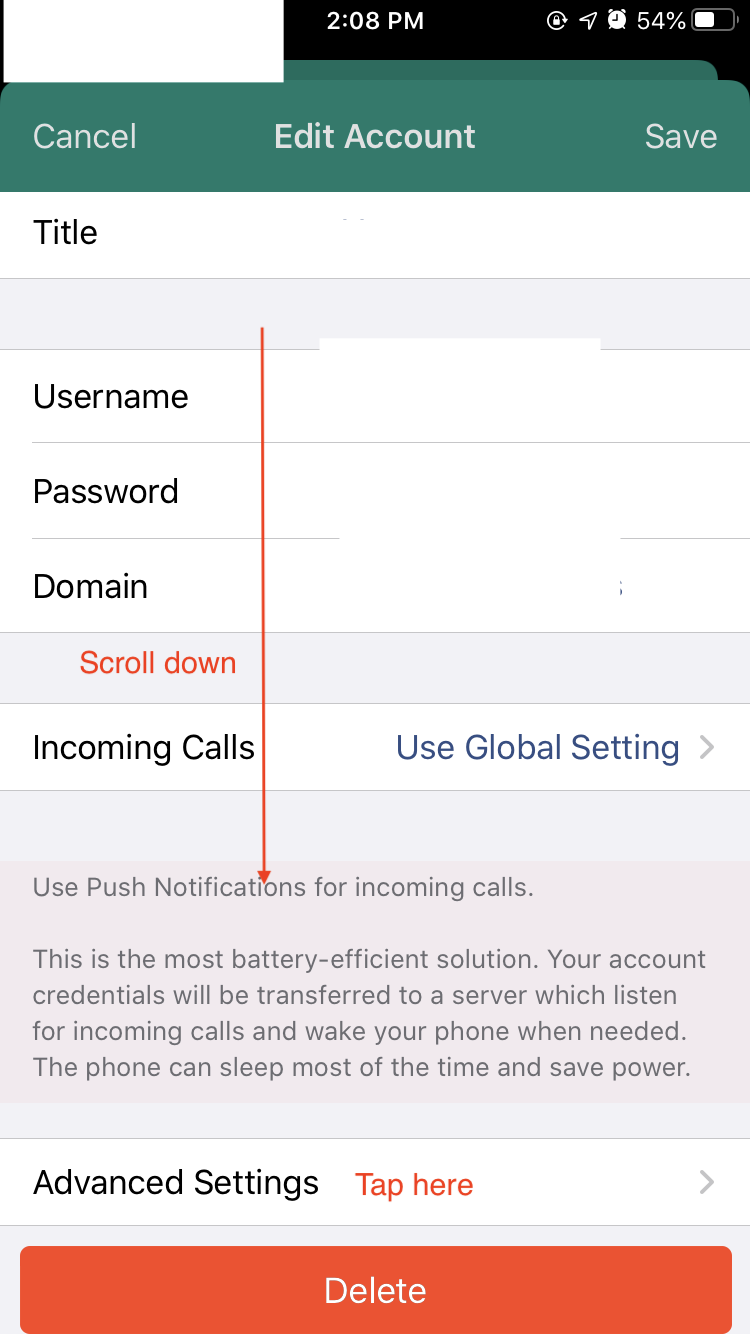 2:08 PM 54%
Cancel Edit Account Save
Title
Username
Password
Domain
Scroll down
Incoming Calls Use Global Setting
Use Push Notifications for incoming calls.
This is the most battery-efficient solution. Your account
credentials will be transferred to a server which listen
for incoming calls and wake your phone when needed.
The phone can sleep most of the time and save power.
Advanced Settings Tap here
Delete